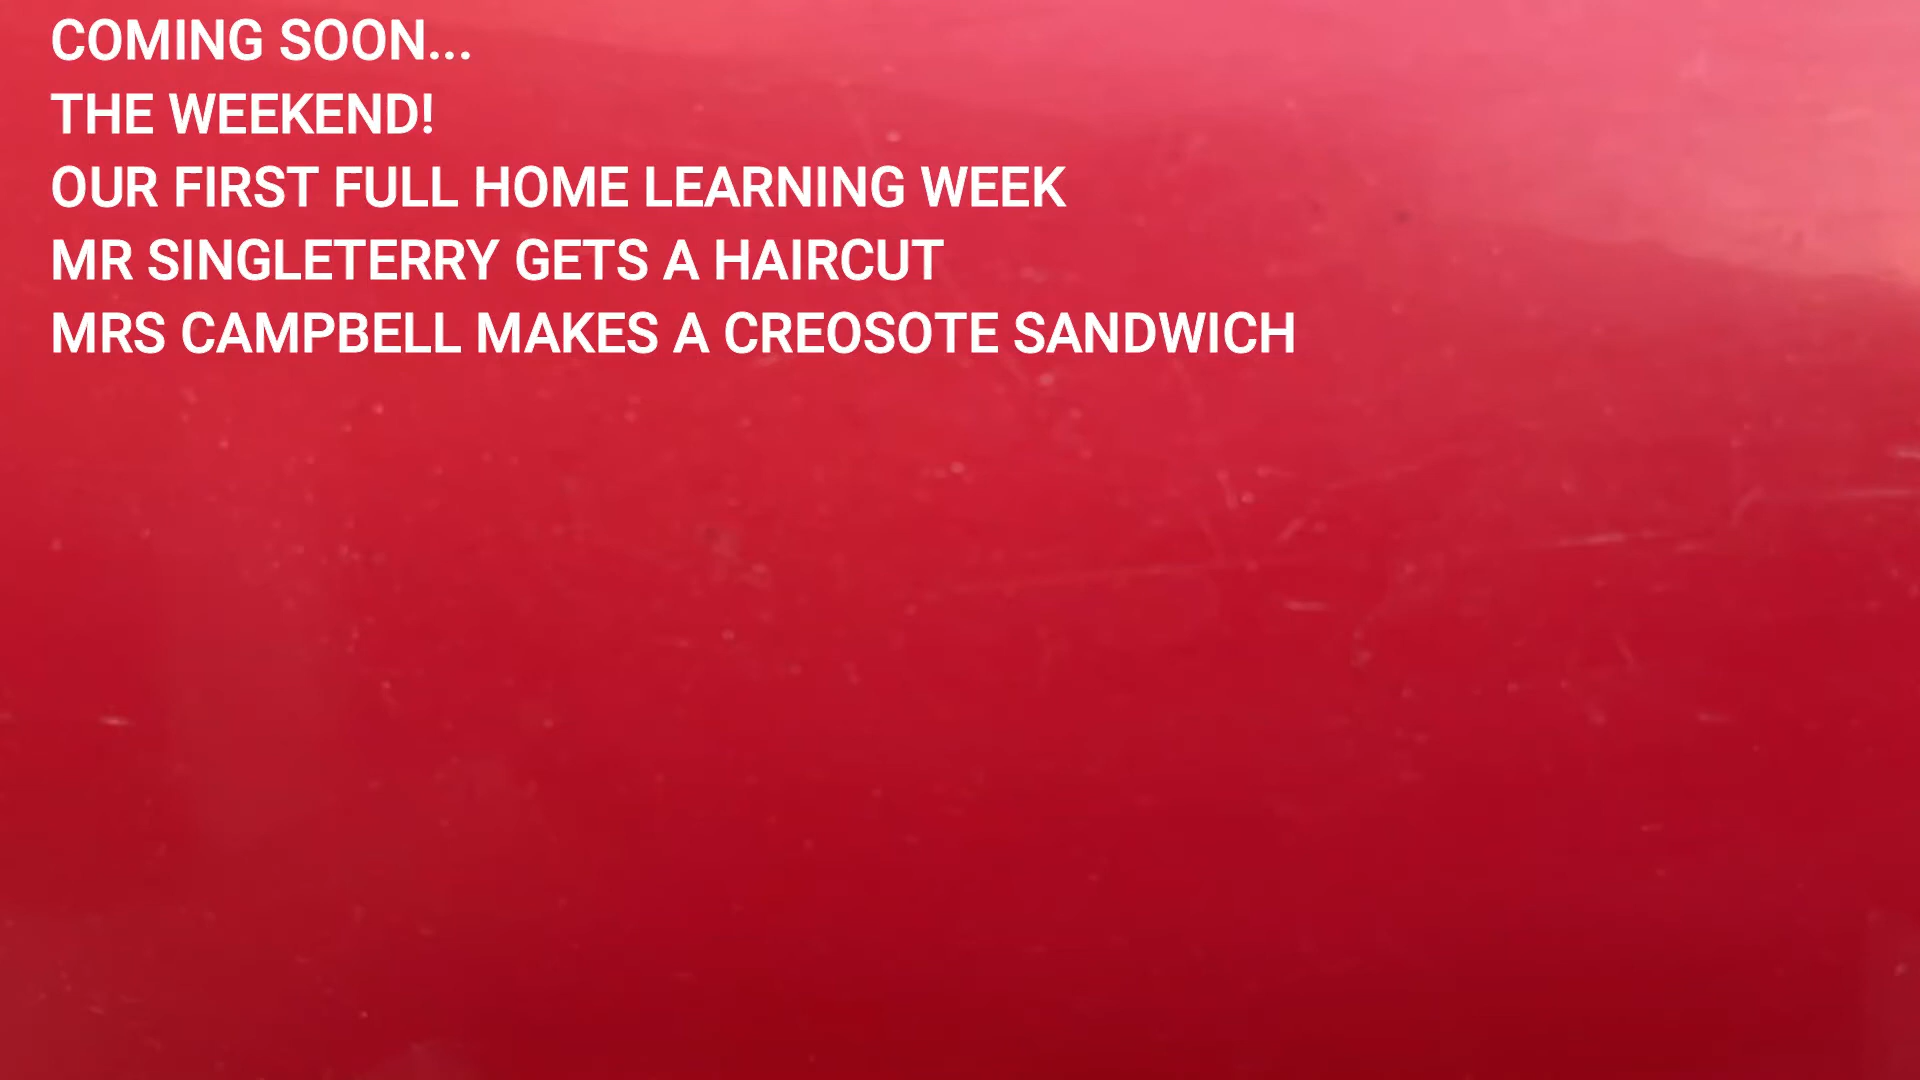 COMING SOON...
THE WEEKEND!
OUR FIRST FULL HOME LEARNING WEEK
MR SINGLETERRY GETS A HAIRCUT
MRS CAMPBELL MAKES A CREOSOTE SANDWICH